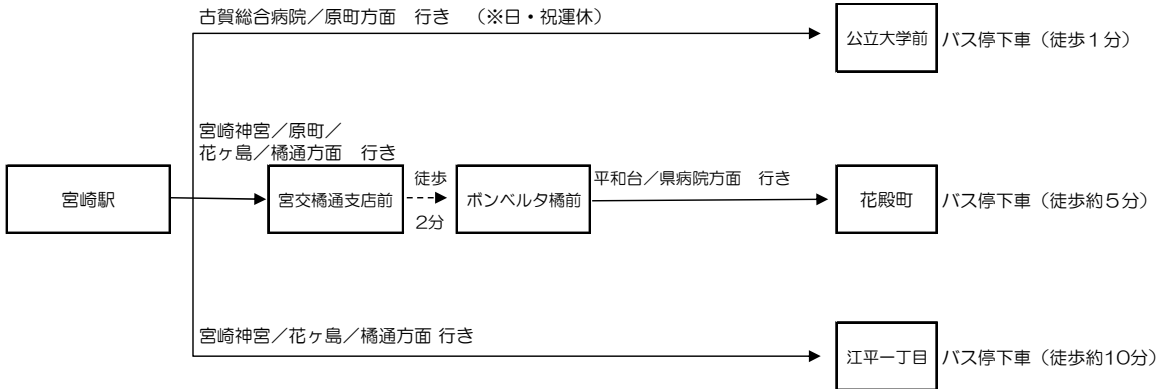 古賀総合病院／原町方面　行き　（※日・祝運休）
公立大学前
バス停下車（徒歩１分）
宮崎神宮／原町／
花ヶ島／橘通方面　行き
宮崎駅
宮交橘通支店前
徒歩
2分
ボンベルタ橘前
平和台／県病院方面　行き
花殿町
バス停下車（徒歩約５分）
宮崎神宮／花ヶ島／橘通方面 行き
江平一丁目
バス停下車（徒歩約10分）